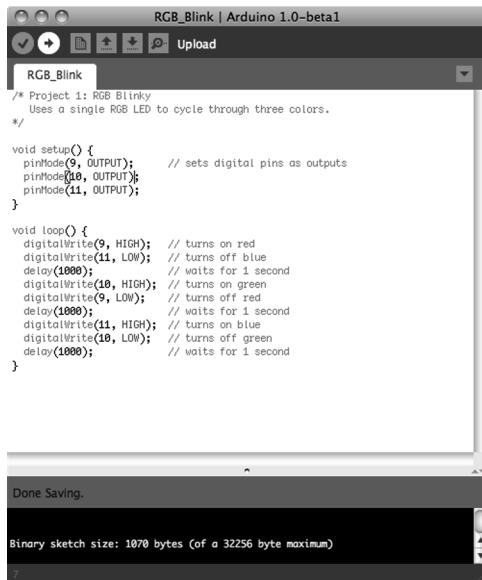 RGB_Blink | Arduino 1.0-beta1
Upload
RGB_Blink
/* Project 1: RGB Blinky
   Uses a single RGB LED to cycle through three colors.
*/
void setup() {
  pinMode(9, OUTPUT);      // sets digital pins as outputs
  pinMode(10, OUTPUT);
  pinMode(11, OUTPUT);
}
void loop() {
  digitalWrite(9, HIGH);   // turns on red
  digitalWrite(11, LOW);   // turns off blue
  delay(1000);             // waits for 1 second
  digitalWrite(10, HIGH);  // turns on green
  digitalWrite(9, LOW);    // turns off red
  delay(1000);             // waits for 1 second
  digitalWrite(11, HIGH);  // turns on blue
  digitalWrite(10, LOW);   // turns off green
  delay(1000);             // waits for 1 second
}
Done Saving.
Binary sketch size: 1070 bytes (of a 32256 byte maximum)
7